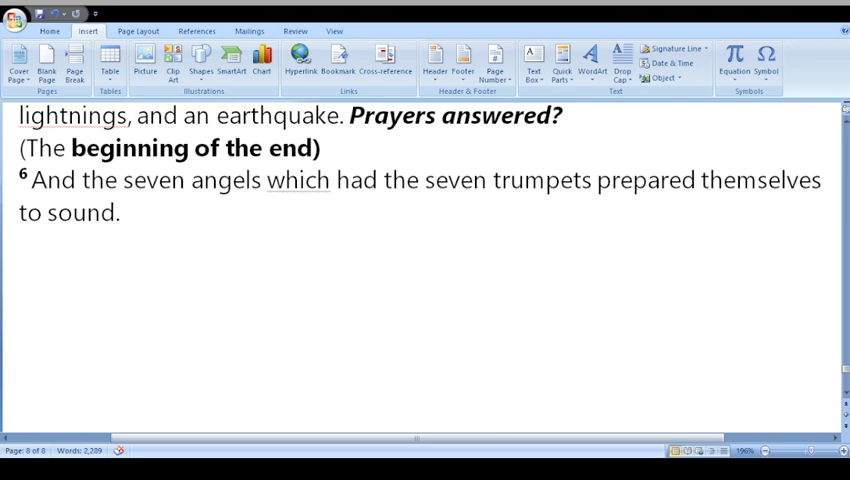 Home Insert Page Layout References Mailings Review View
Cover Page Blank Page Page Break Table Picture Clip Art Shapes SmartArt Chart Hyperlink Bookmark Cross-reference Header Footer Page Number Text Box Quick Parts WordArt Drop Cap Signature Line Date & Time Object Equation Symbol
Pages Tables Illustrations Links Header & Footer Text Symbols
lightnings, and an earthquake. Prayers answered?
(The beginning of the end)
6 And the seven angels which had the seven trumpets prepared themselves
to sound.
Page: 8 of 8 Words: 2,289 196%